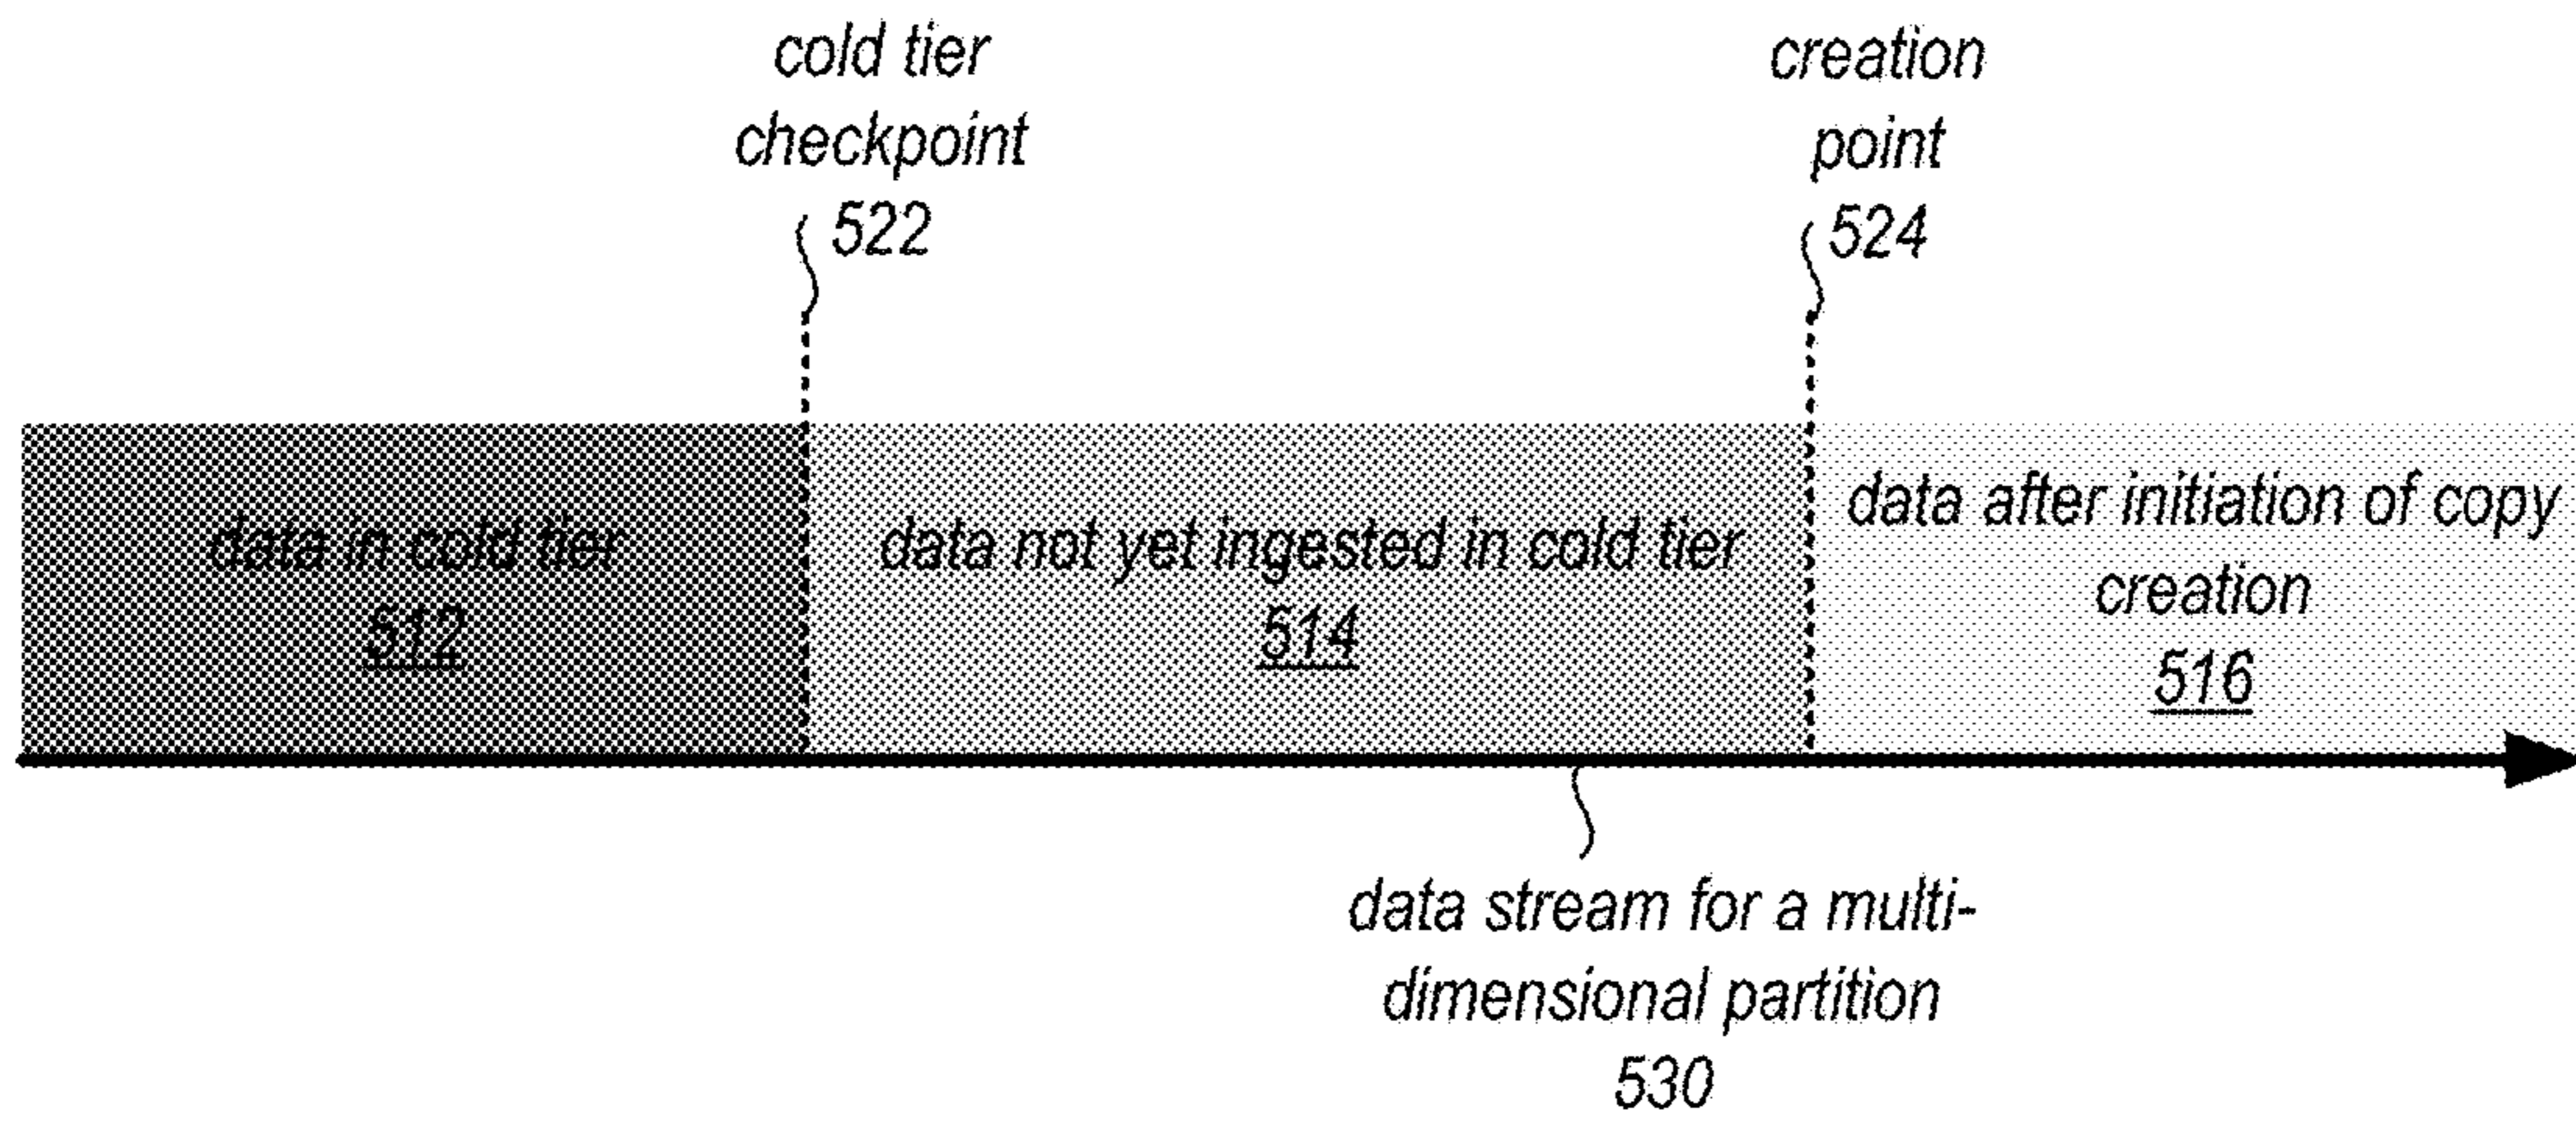 cold tier
checkpoint
522
creation
point
524
data in cold tier
512
data not yet ingested in cold tier
514
data after initiation of copy
creation
516
data stream for a multi-
dimensional partition
530